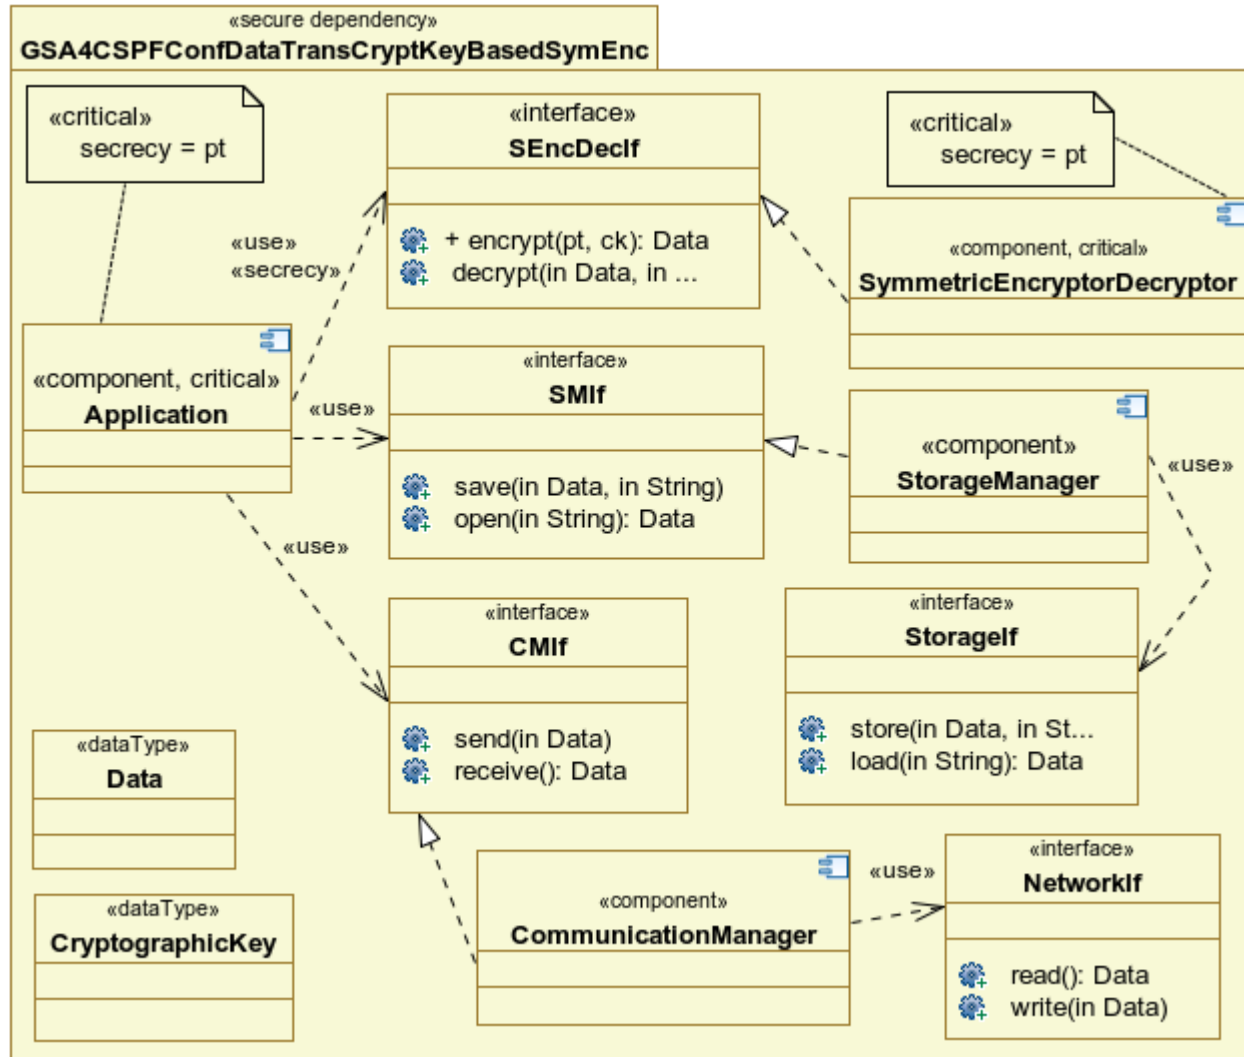 «secure dependency»
GSA4CSPFConfDataTransCryptKeyBasedSymEnc
«critical»
secrecy = pt
«interface»
SEncDecIf
+ encrypt(pt, ck): Data
decrypt(in Data, in ...
«critical»
secrecy = pt
«use»
«secrecy»
«component, critical»
SymmetricEncryptorDecryptor
«component, critical»
Application
«use»
«interface»
SMIf
save(in Data, in String)
open(in String): Data
«component»
StorageManager
«use»
«use»
«interface»
CMIf
send(in Data)
receive(): Data
«interface»
StorageIf
store(in Data, in St...
load(in String): Data
«dataType»
Data
«dataType»
CryptographicKey
«component»
CommunicationManager
«use»
«interface»
NetworkIf
read(): Data
write(in Data)